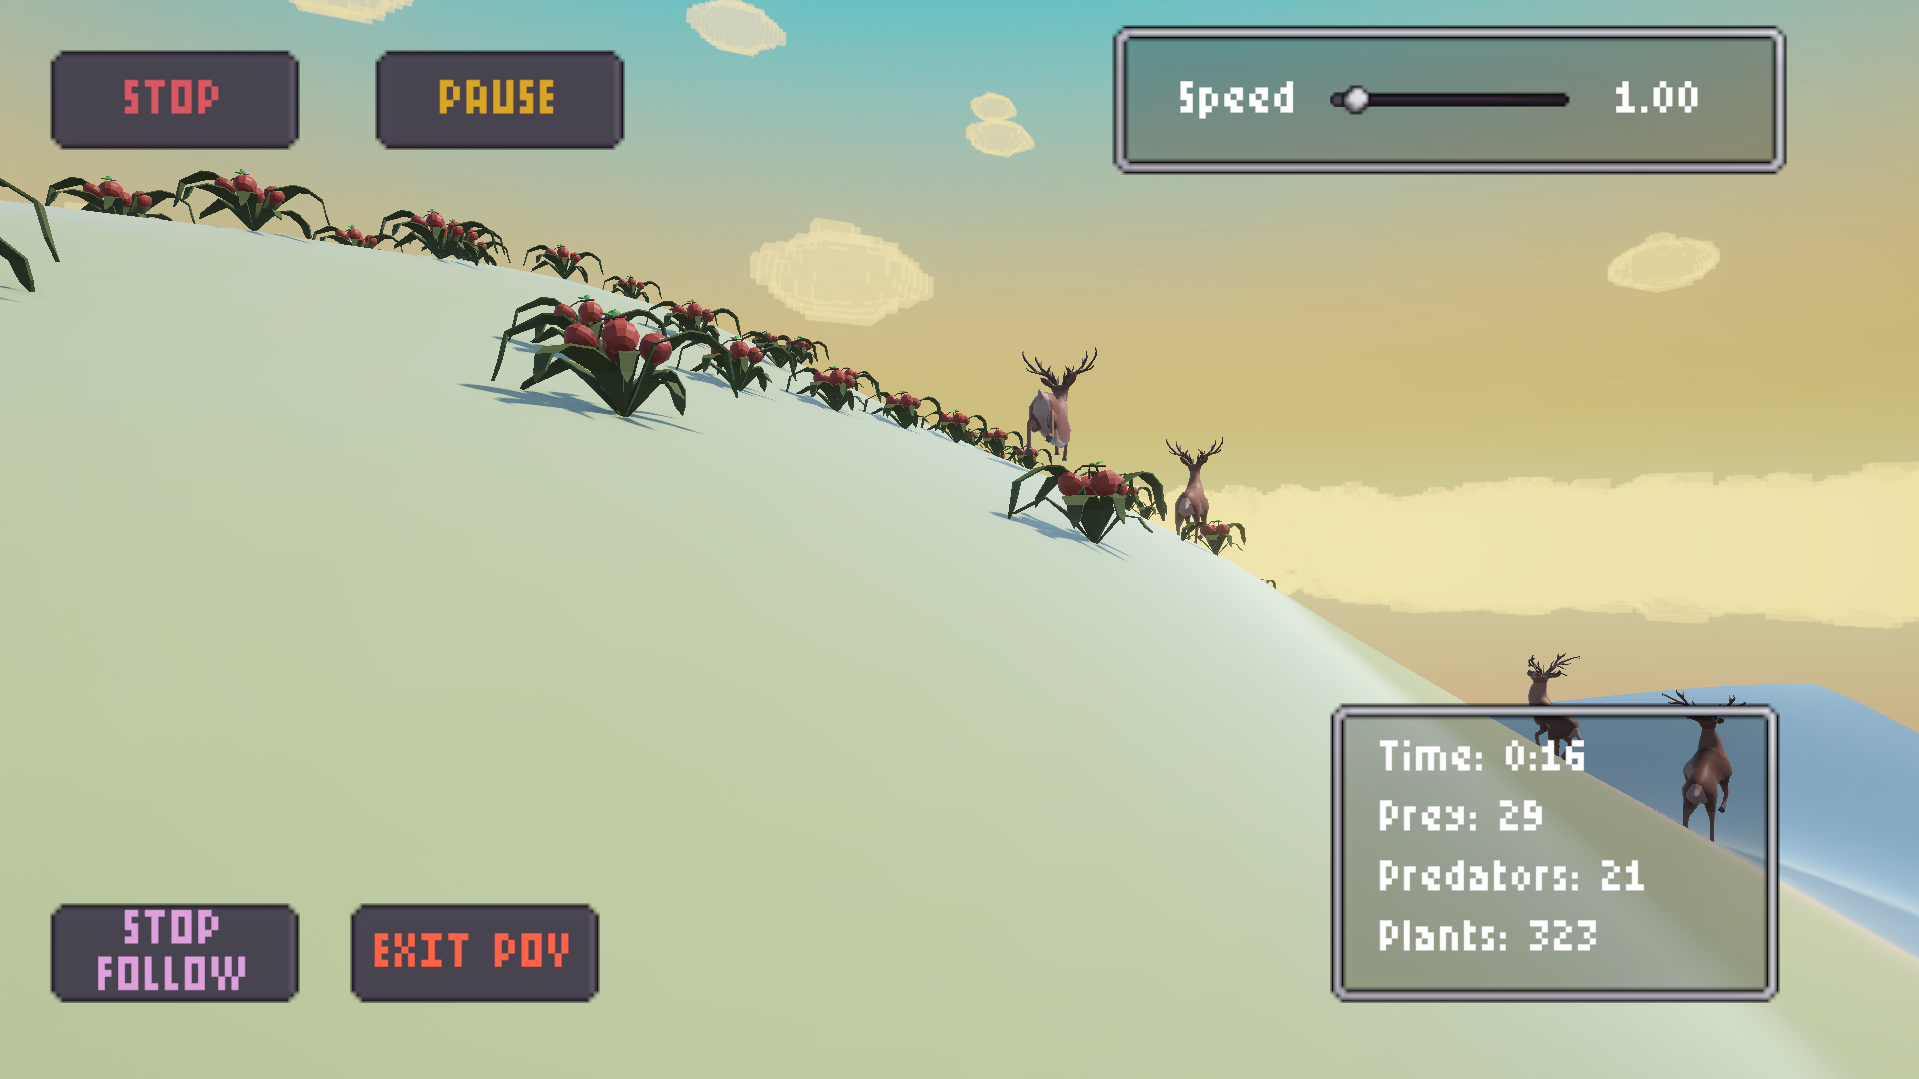 STOP
PAUSE
Speed 1.00
Time: 0:16
Prey: 29
Predators: 21
Plants: 323
STOP
FOLLOW
EXIT POV